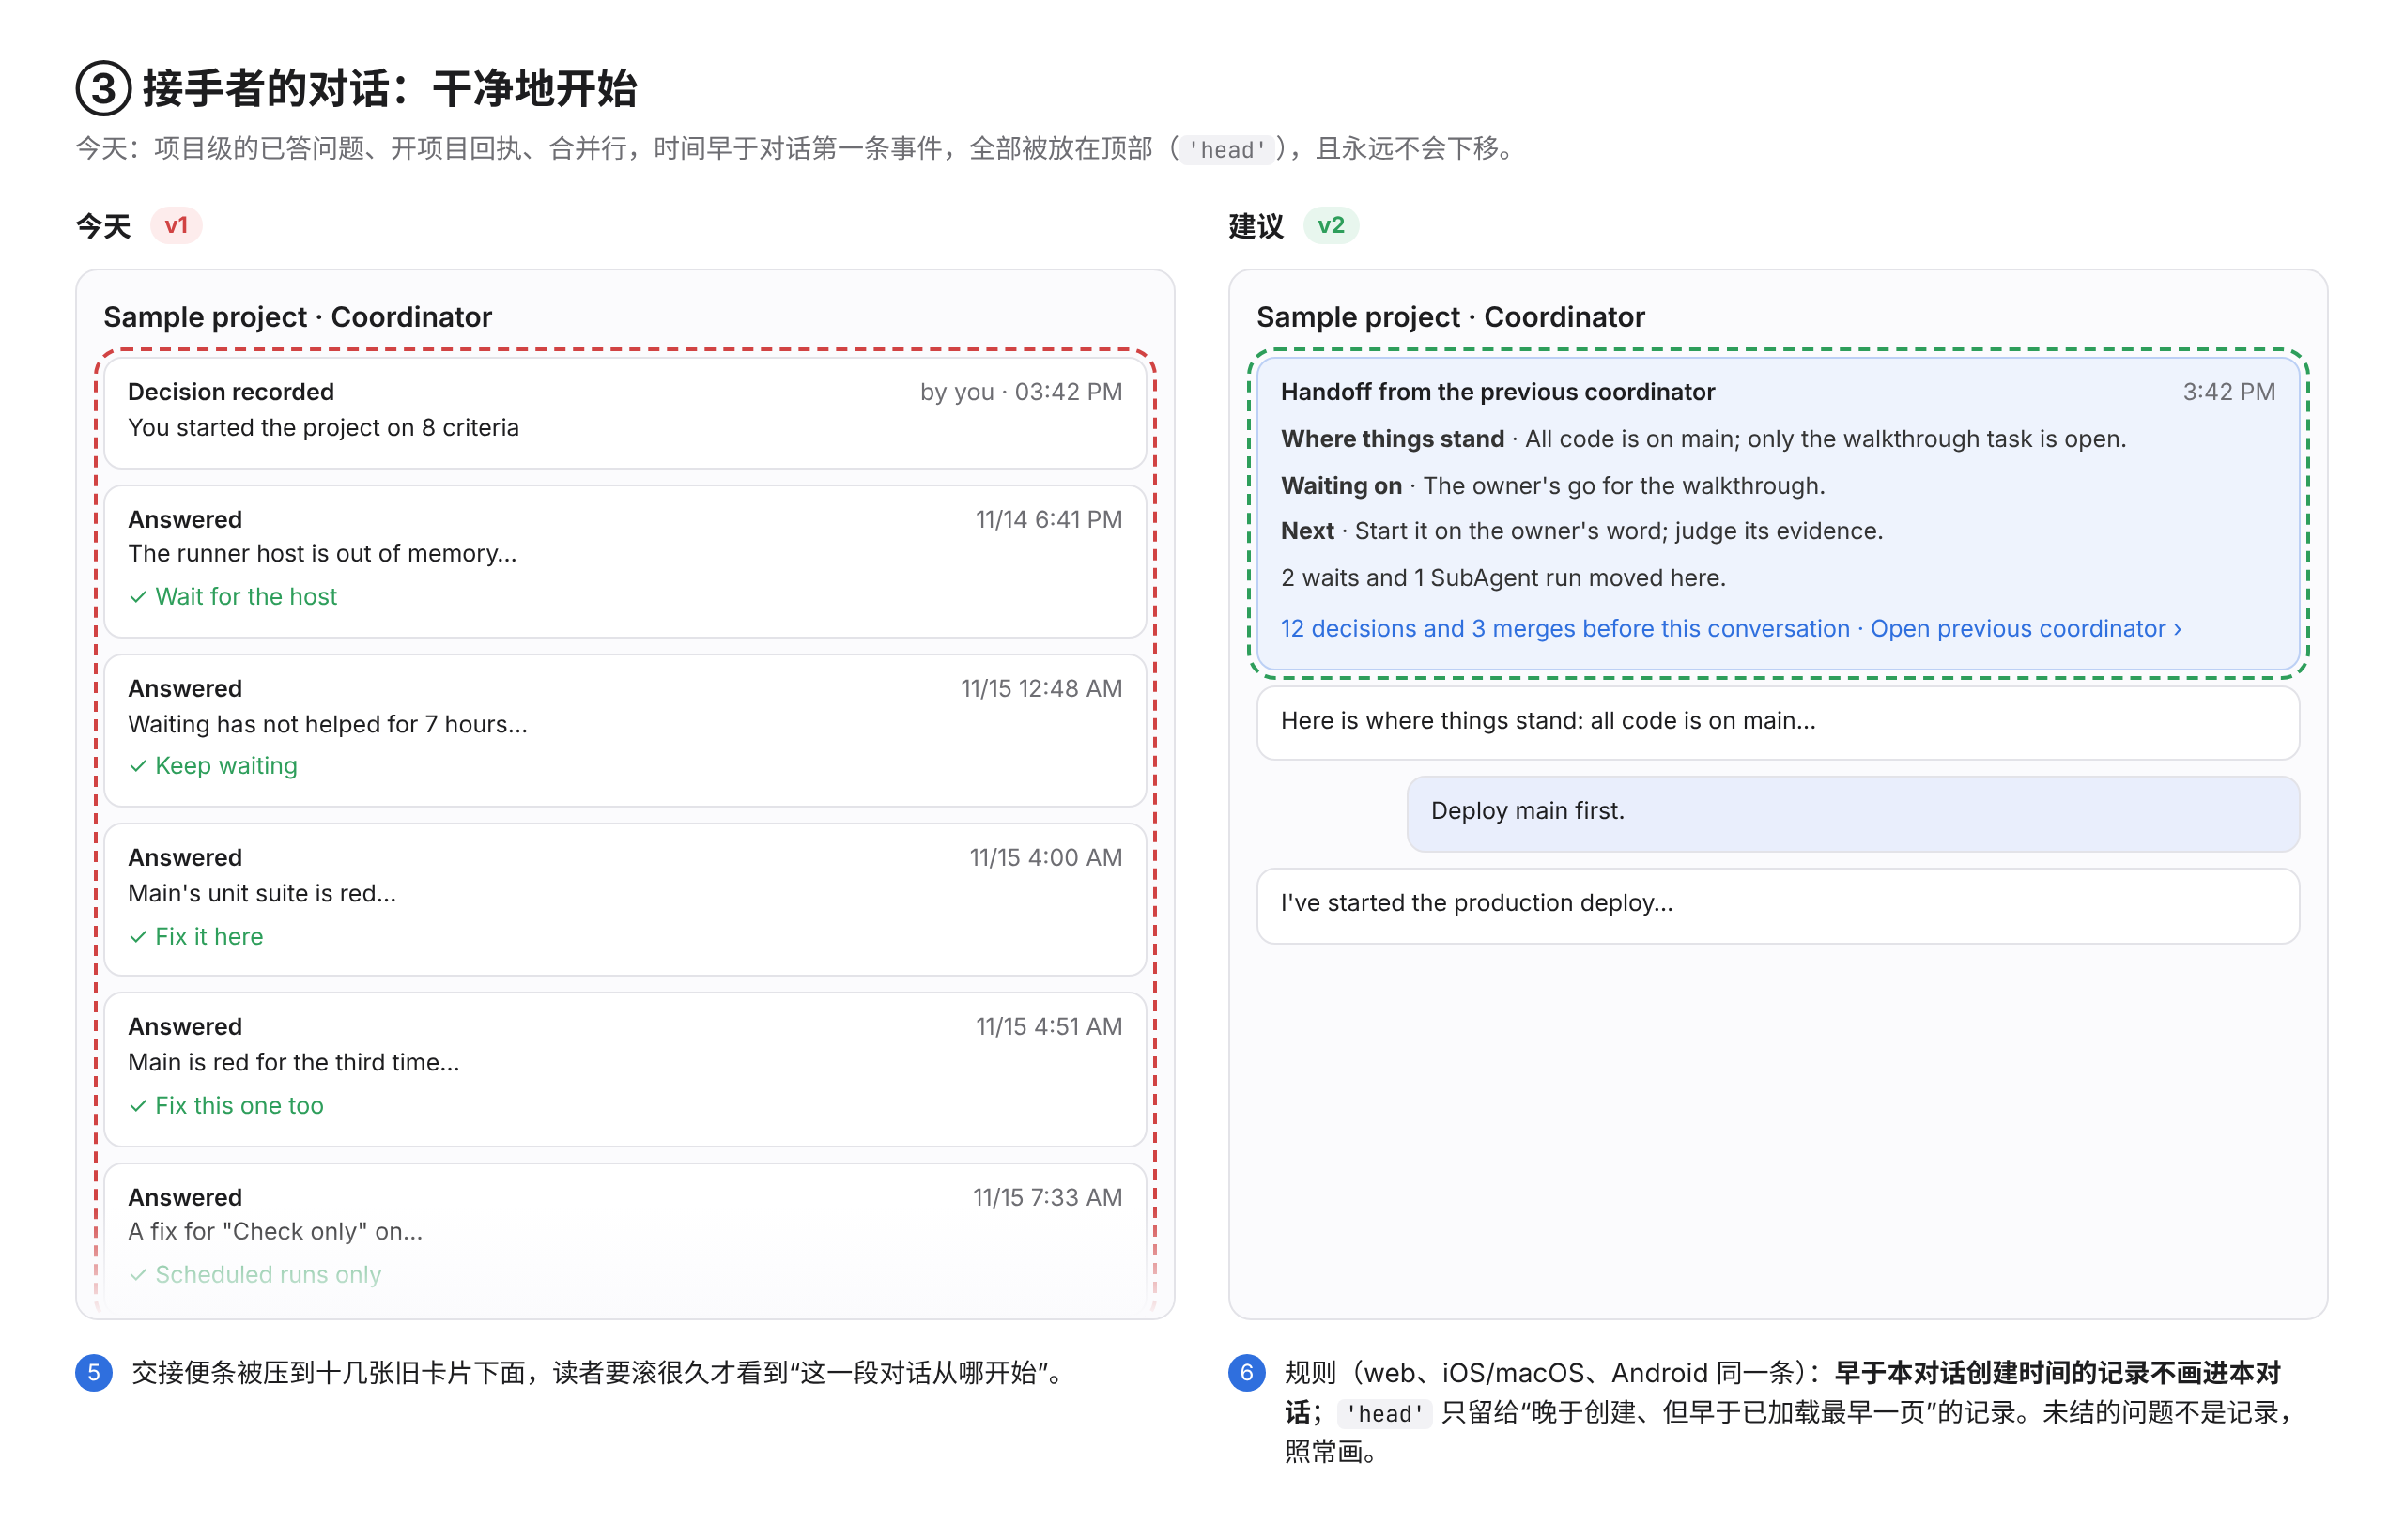 ③ 接手者的对话：干净地开始
今天：项目级的已答问题、开项目回执、合并行，时间早于对话第一条事件，全部被放在顶部（'head'），且永远不会下移。
今天 v1
Sample project · Coordinator
Decision recorded by you · 03:42 PM
You started the project on 8 criteria
Answered 11/14 6:41 PM
The runner host is out of memory...
✓ Wait for the host
Answered 11/15 12:48 AM
Waiting has not helped for 7 hours...
✓ Keep waiting
Answered 11/15 4:00 AM
Main's unit suite is red...
✓ Fix it here
Answered 11/15 4:51 AM
Main is red for the third time...
✓ Fix this one too
Answered 11/15 7:33 AM
A fix for "Check only" on...
✓ Scheduled runs only
5 交接便条被压到十几张旧卡片下面，读者要滚很久才看到“这一段对话从哪开始”。
建议 v2
Sample project · Coordinator
Handoff from the previous coordinator 3:42 PM
Where things stand · All code is on main; only the walkthrough task is open.
Waiting on · The owner's go for the walkthrough.
Next · Start it on the owner's word; judge its evidence.
2 waits and 1 SubAgent run moved here.
12 decisions and 3 merges before this conversation · Open previous coordinator ›
Here is where things stand: all code is on main...
Deploy main first.
I've started the production deploy...
6 规则（web、iOS/macOS、Android 同一条）：早于本对话创建时间的记录不画进本对
话；'head' 只留给“晚于创建、但早于已加载最早一页”的记录。未结的问题不是记录，
照常画。